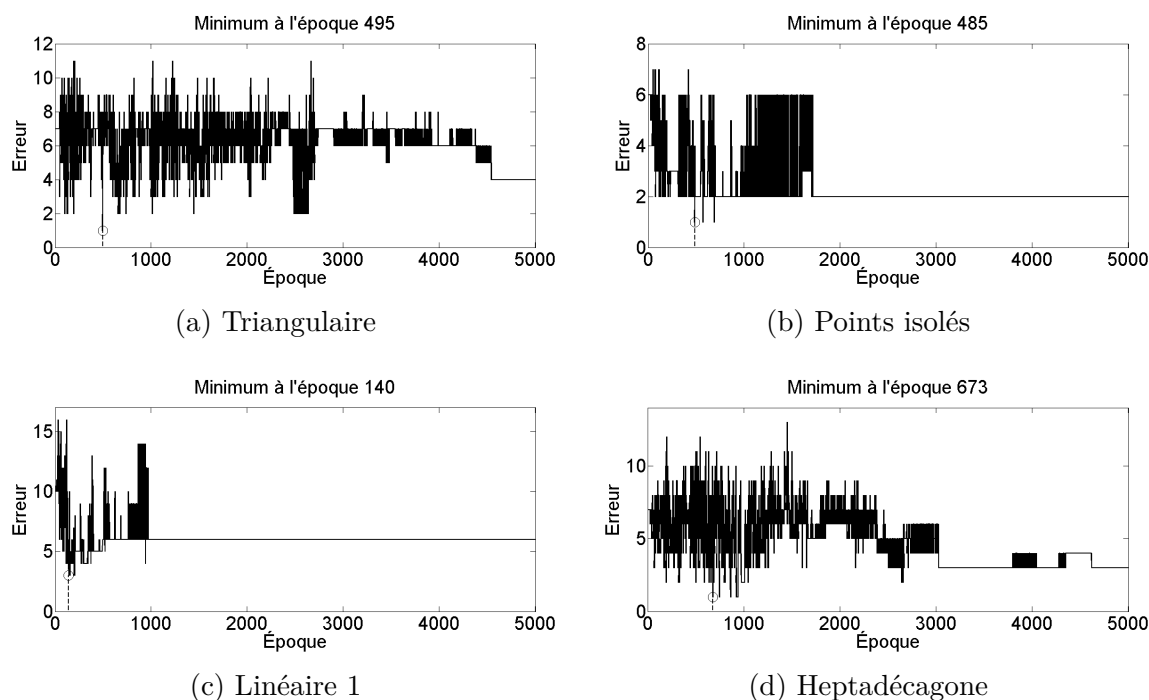 Minimum à l'époque 495
12
10
8
6
4
2
0
Erreur
0 1000 2000 3000 4000 5000
Époque
(a) Triangulaire
Minimum à l'époque 485
8
6
4
2
0
Erreur
0 1000 2000 3000 4000 5000
Époque
(b) Points isolés
Minimum à l'époque 140
15
10
5
0
Erreur
0 1000 2000 3000 4000 5000
Époque
(c) Linéaire 1
Minimum à l'époque 673
10
5
0
Erreur
0 1000 2000 3000 4000 5000
Époque
(d) Heptadécagone